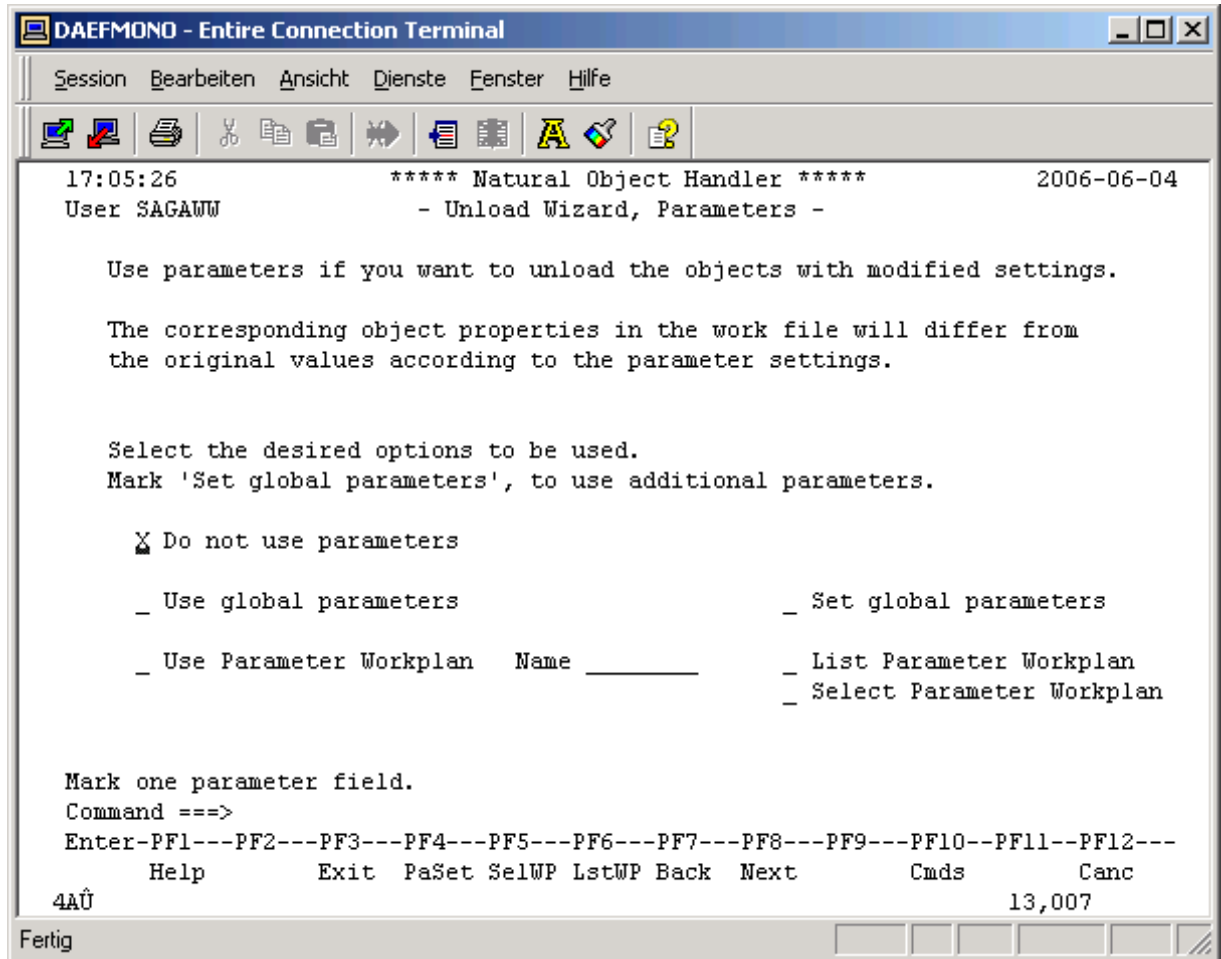 DAEFMONO - Entire Connection Terminal
Session Bearbeiten Ansicht Dienste Fenster Hilfe
17:05:26 ***** Natural Object Handler ***** 2006-06-04
User SAGAWW - Unload Wizard, Parameters -
Use parameters if you want to unload the objects with modified settings.
The corresponding object properties in the work file will differ from
the original values according to the parameter settings.
Select the desired options to be used.
Mark 'Set global parameters', to use additional parameters.
X Do not use parameters
_ Use global parameters _ Set global parameters
_ Use Parameter Workplan Name ________ _ List Parameter Workplan
_ Select Parameter Workplan
Mark one parameter field.
Command ===>
Enter-PF1---PF2---PF3---PF4---PF5---PF6---PF7---PF8---PF9---PF10--PF11--PF12---
Help Exit PaSet SelWP LstWP Back Next Cmds Canc
4AÛ 13,007
Fertig